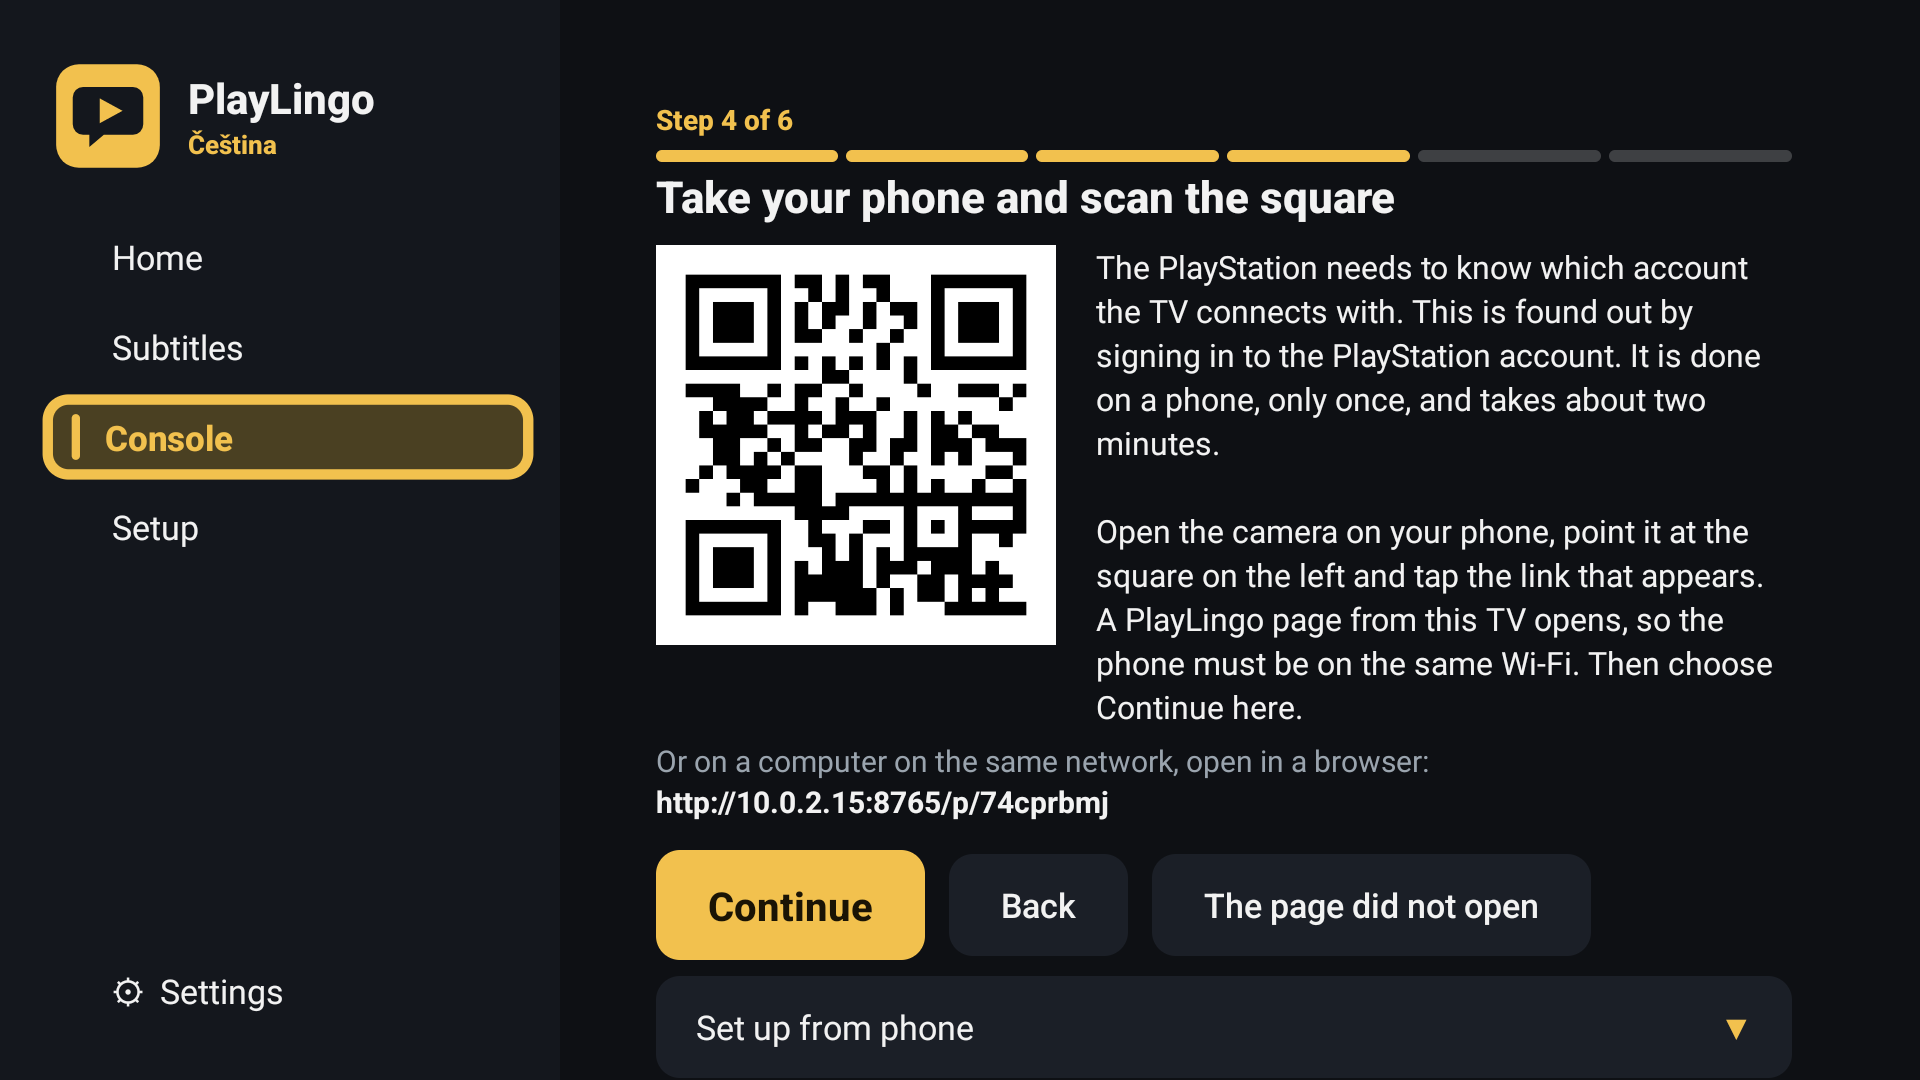 PlayLingo
Čeština
Home
Subtitles
Console
Setup
Settings
Step 4 of 6
Take your phone and scan the square
The PlayStation needs to know which account
the TV connects with. This is found out by
signing in to the PlayStation account. It is done
on a phone, only once, and takes about two
minutes.
Open the camera on your phone, point it at the
square on the left and tap the link that appears.
A PlayLingo page from this TV opens, so the
phone must be on the same Wi-Fi. Then choose
Continue here.
Or on a computer on the same network, open in a browser:
http://10.0.2.15:8765/p/74cprbmj
Continue
Back
The page did not open
Set up from phone